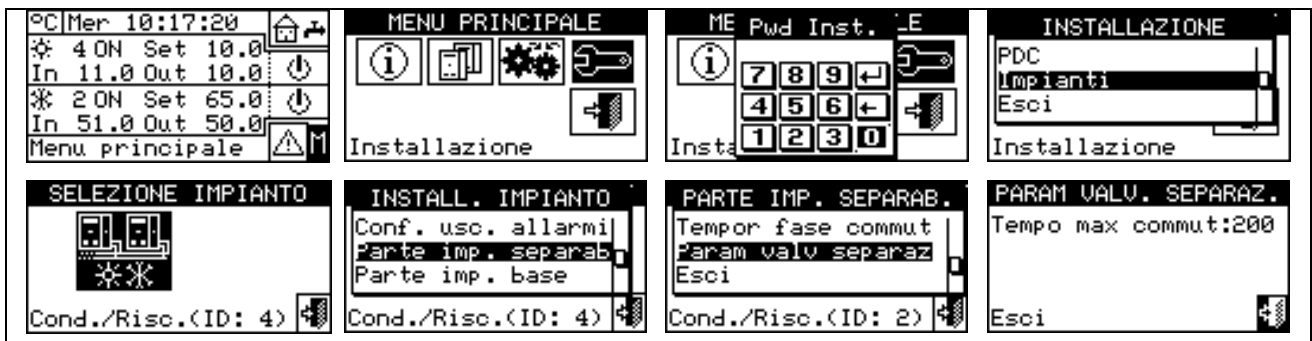 °C Mer 10:17:20
4 ON Set 10.0
In 11.0 Out 10.0
2 ON Set 65.0
In 51.0 Out 50.0
Menu principale M
MENU PRINCIPALE
Installazione
ME Pwd Inst. LE
7 8 9
4 5 6
1 2 3 0
Insta
INSTALLAZIONE
PDC
Impianti
Esci
Installazione
SELEZIONE IMPIANTO
Cond./Risc.(ID: 4)
INSTALL. IMPIANTO
Conf. usc. allarmi
Parte imp. separab
Parte imp. base
Cond./Risc.(ID: 4)
PARTE IMP. SEPARAB.
Tempor fase commut
Param valv separaz
Esci
Cond./Risc.(ID: 2)
PARAM VALV. SEPARAZ.
Tempo max commut:200
Esci